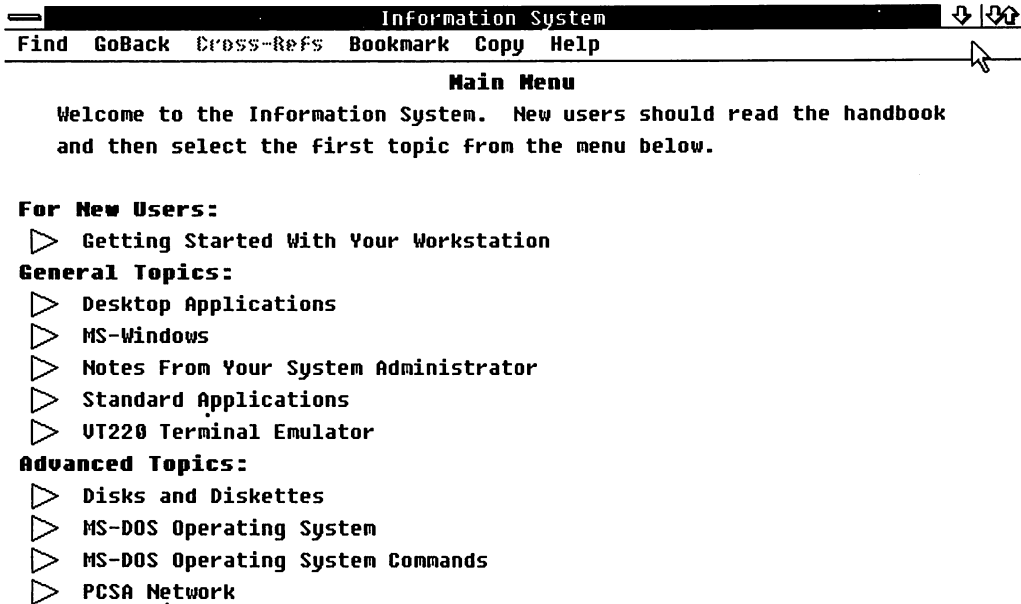 Information System
Find GoBack Cross-Refs Bookmark Copy Help
Main Menu
Welcome to the Information System. New users should read the handbook
and then select the first topic from the menu below.
For New Users:
Getting Started With Your Workstation
General Topics:
Desktop Applications
MS-Windows
Notes From Your System Administrator
Standard Applications
VT220 Terminal Emulator
Advanced Topics:
Disks and Diskettes
MS-DOS Operating System
MS-DOS Operating System Commands
PCSA Network